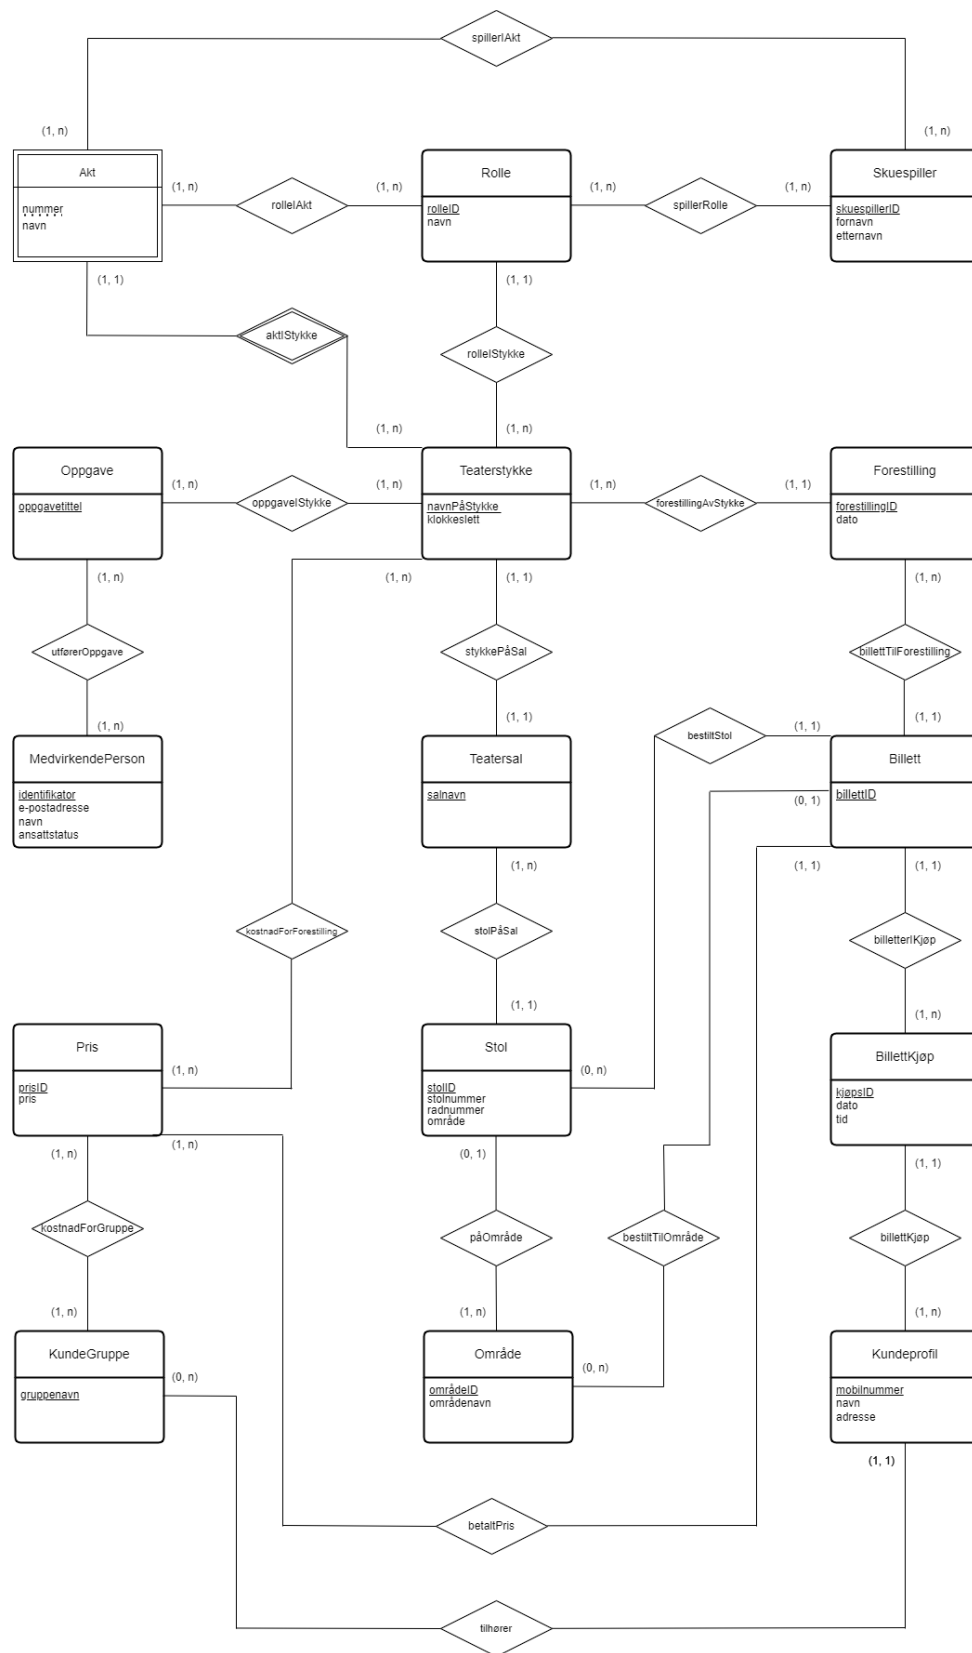 spillerIAkt
(1, n)
(1, n)
Akt
nummer
navn
(1, n)
rolleIAkt
(1, n)
Rolle
rolleID
navn
(1, n)
spillerRolle
(1, n)
Skuespiller
skuespillerID
fornavn
etternavn
(1, 1)
(1, 1)
aktIStykke
rolleIStykke
(1, n)
(1, n)
Oppgave
oppgavetittel
(1, n)
oppgaveIStykke
(1, n)
Teaterstykke
navnPåStykke
klokkeslett
(1, n)
forestillingAvStykke
(1, 1)
Forestilling
forestillingID
dato
(1, n)
(1, n)
(1, 1)
(1, n)
utførerOppgave
stykkePåSal
billettTilForestilling
(1, n)
(1, 1)
(1, 1)
MedvirkendePerson
identifikator
e-postadresse
navn
ansattstatus
Teatersal
salnavn
bestiltStol
(1, 1)
Billett
billettID
(0, 1)
(1, n)
(1, 1)
(1, 1)
kostnadForForestilling
stolPåSal
billetterIKjøp
(1, 1)
(1, n)
Pris
prisID
pris
(1, n)
Stol
stolID
stolnummer
radnummer
område
(0, n)
BillettKjøp
kjøpsID
dato
tid
(1, n)
(1, n)
(0, 1)
(1, 1)
kostnadForGruppe
påOmråde
bestiltTilOmråde
billettKjøp
(1, n)
(1, n)
(1, n)
KundeGruppe
gruppenavn
(0, n)
Område
områdeID
områdenavn
(0, n)
Kundeprofil
mobilnummer
navn
adresse
(1, 1)
betaltPris
tilhører